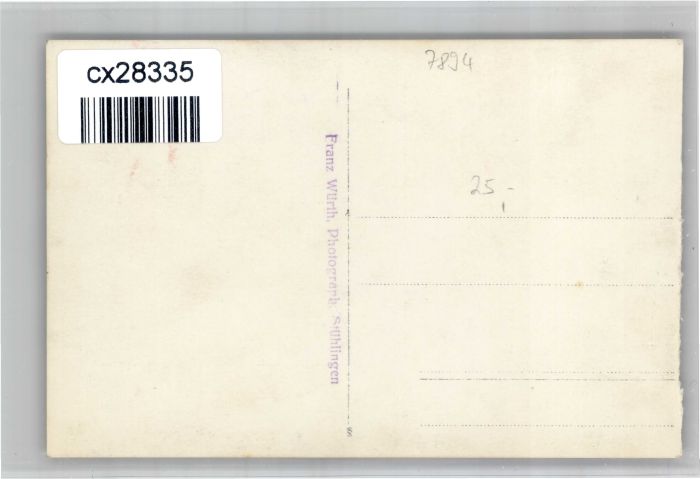 cx28335
7894
25.-
Franz Würth, Photograph, Stühlingen